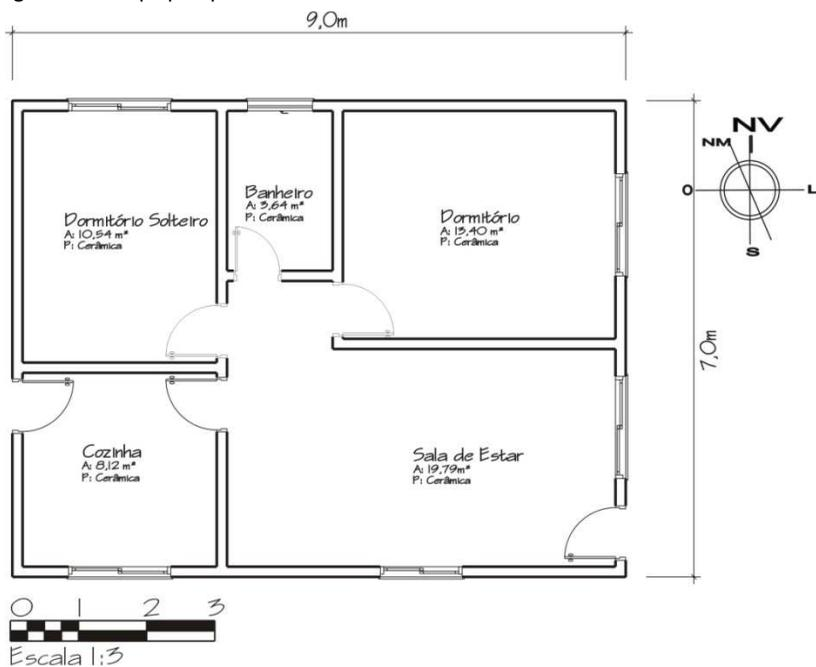 9,0m
NV
NM
O
L
S
Banheiro
A: 3,64 m²
P: Cerâmica
Dormitório Solteiro
A: 10,54 m²
P: Cerâmica
Dormitório
A: 13,40 m²
P: Cerâmica
7,0m
Cozinha
A: 8,12 m²
P: Cerâmica
Sala de Estar
A: 19,79m²
P: Cerâmica
0 1 2 3
Escala 1:3